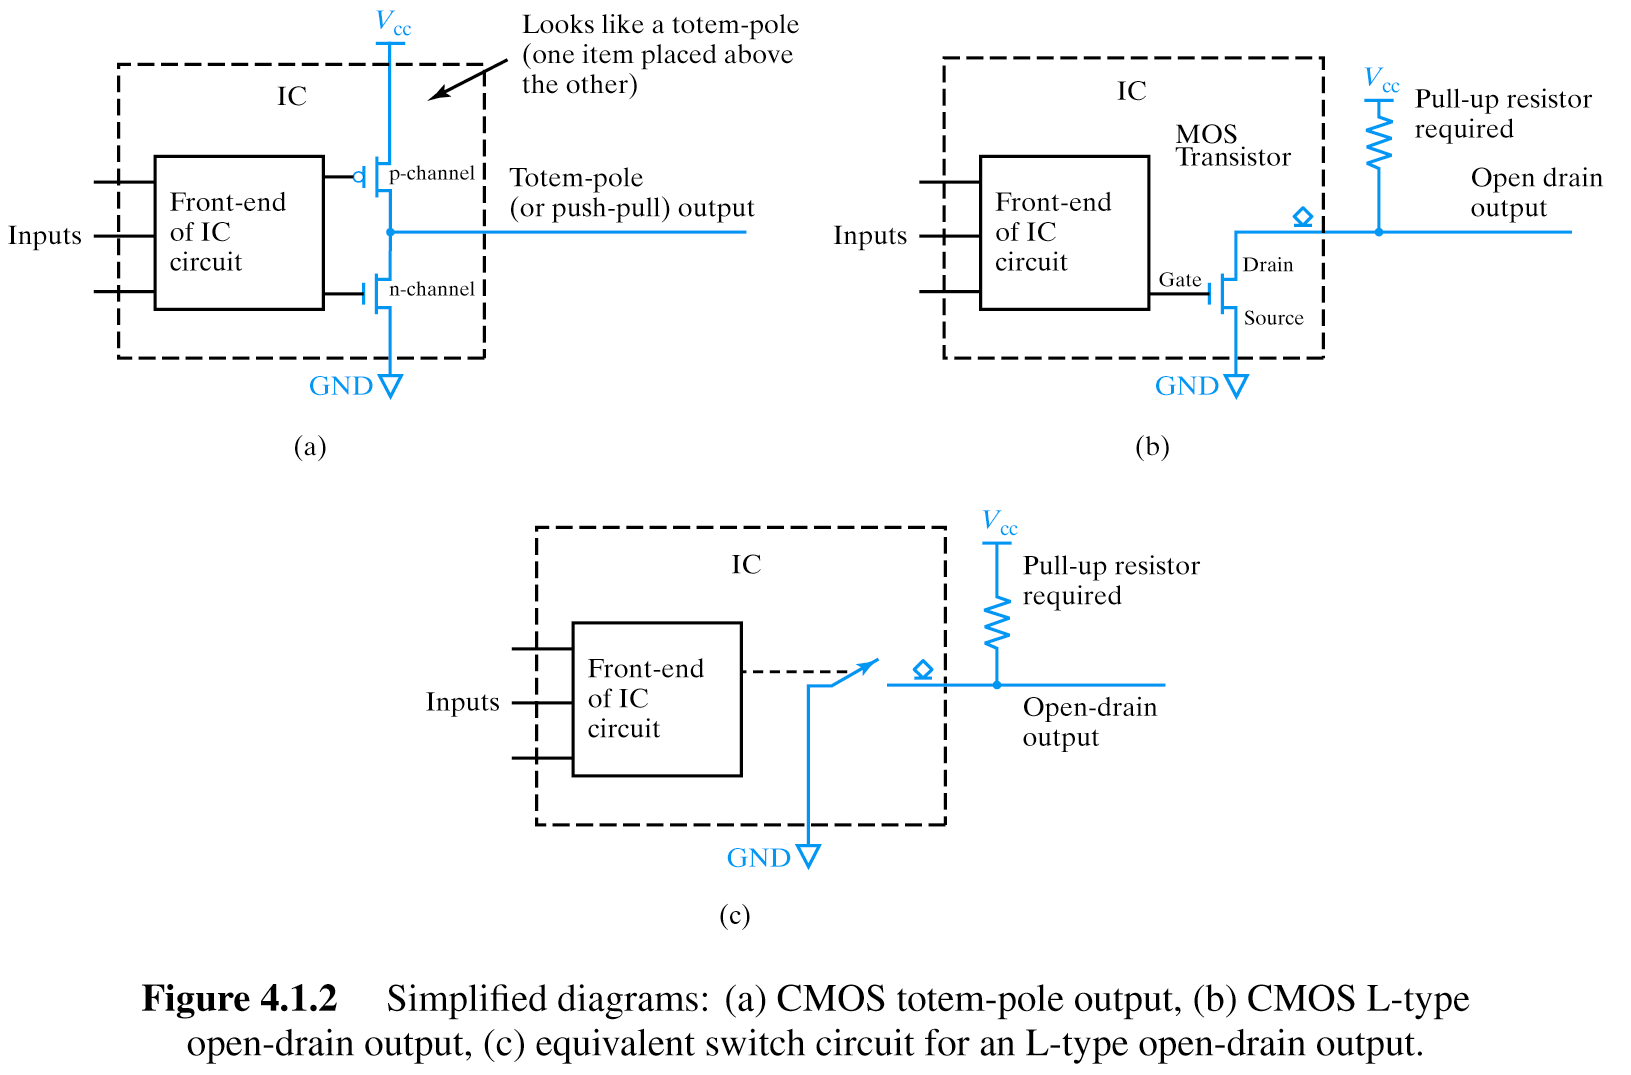 Vcc
Looks like a totem-pole
(one item placed above
the other)
IC
p-channel
Totem-pole
(or push-pull) output
Front-end
of IC
circuit
Inputs
n-channel
GND
(a)
IC
Vcc
Pull-up resistor
required
MOS
Transistor
Open drain
output
Front-end
of IC
circuit
Inputs
Gate
Drain
Source
GND
(b)
Vcc
IC
Pull-up resistor
required
Front-end
of IC
circuit
Inputs
Open-drain
output
GND
(c)
Figure 4.1.2 Simplified diagrams: (a) CMOS totem-pole output, (b) CMOS L-type
open-drain output, (c) equivalent switch circuit for an L-type open-drain output.